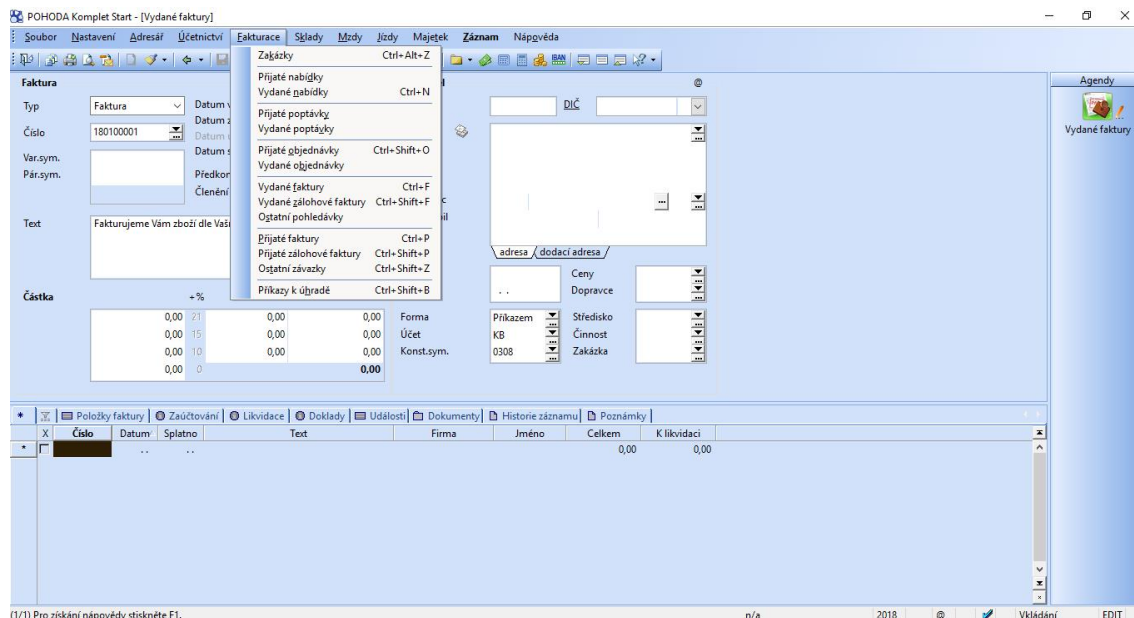 POHODA Komplet Start - [Vydané faktury]
Soubor Nastavení Adresář Účetnictví Fakturace Sklady Mzdy Jízdy Majetek Záznam Nápověda
Zakázky Ctrl+Alt+Z
Přijaté nabídky
Vydané nabídky Ctrl+N
Přijaté poptávky
Vydané poptávky
Přijaté objednávky Ctrl+Shift+O
Vydané objednávky
Vydané faktury Ctrl+F
Vydané zálohové faktury Ctrl+Shift+F
Ostatní pohledávky
Přijaté faktury Ctrl+P
Přijaté zálohové faktury Ctrl+Shift+P
Ostatní závazky Ctrl+Shift+Z
Příkazy k úhradě Ctrl+Shift+B
IBAN
Faktura
Typ Faktura Datum
Datum
Číslo 180100001 Datum
Var.sym. Datum
Pár.sym. Předkon
Členění
Text Fakturujeme Vám zboží dle Vaší
@
DIČ
adresa dodací adresa
Ceny
. . Dopravce
Částka +%
0,00 21 0,00 0,00
0,00 15 0,00 0,00
0,00 10 0,00 0,00
0,00 0 0,00
Forma Příkazem Středisko
Účet KB Činnost
Konst.sym. 0308 Zakázka
Agendy
Vydané faktury
* Položky faktury Zaúčtování Likvidace Doklady Události Dokumenty Historie záznamu Poznámky
X Číslo Datum Splatno Text Firma Jméno Celkem K likvidaci
* . . . . 0,00 0,00
(1/1) Pro získání nápovědy stiskněte F1. n/a 2018 @ Vkládání EDIT